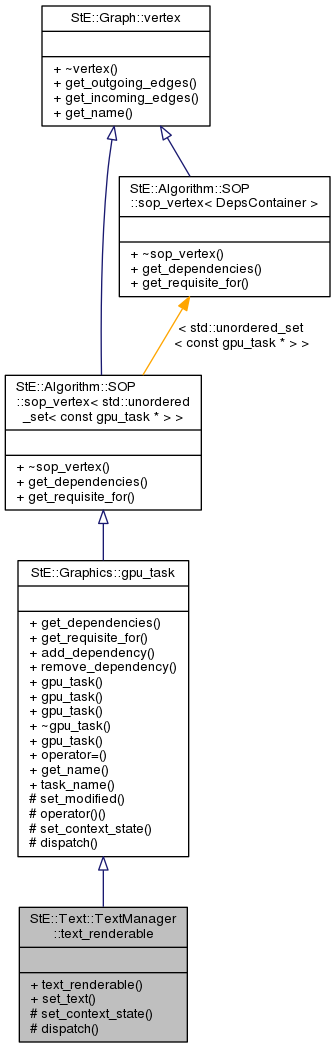 StE::Graph::vertex
+ ~vertex()
+ get_outgoing_edges()
+ get_incoming_edges()
+ get_name()
StE::Algorithm::SOP
::sop_vertex< DepsContainer >
+ ~sop_vertex()
+ get_dependencies()
+ get_requisite_for()
< std::unordered_set
< const gpu_task * > >
StE::Algorithm::SOP
::sop_vertex< std::unordered
_set< const gpu_task * > >
+ ~sop_vertex()
+ get_dependencies()
+ get_requisite_for()
StE::Graphics::gpu_task
+ get_dependencies()
+ get_requisite_for()
+ add_dependency()
+ remove_dependency()
+ gpu_task()
+ gpu_task()
+ gpu_task()
+ ~gpu_task()
+ gpu_task()
+ operator=()
+ get_name()
+ task_name()
# set_modified()
# operator()()
# set_context_state()
# dispatch()
StE::Text::TextManager
::text_renderable
+ text_renderable()
+ set_text()
# set_context_state()
# dispatch()